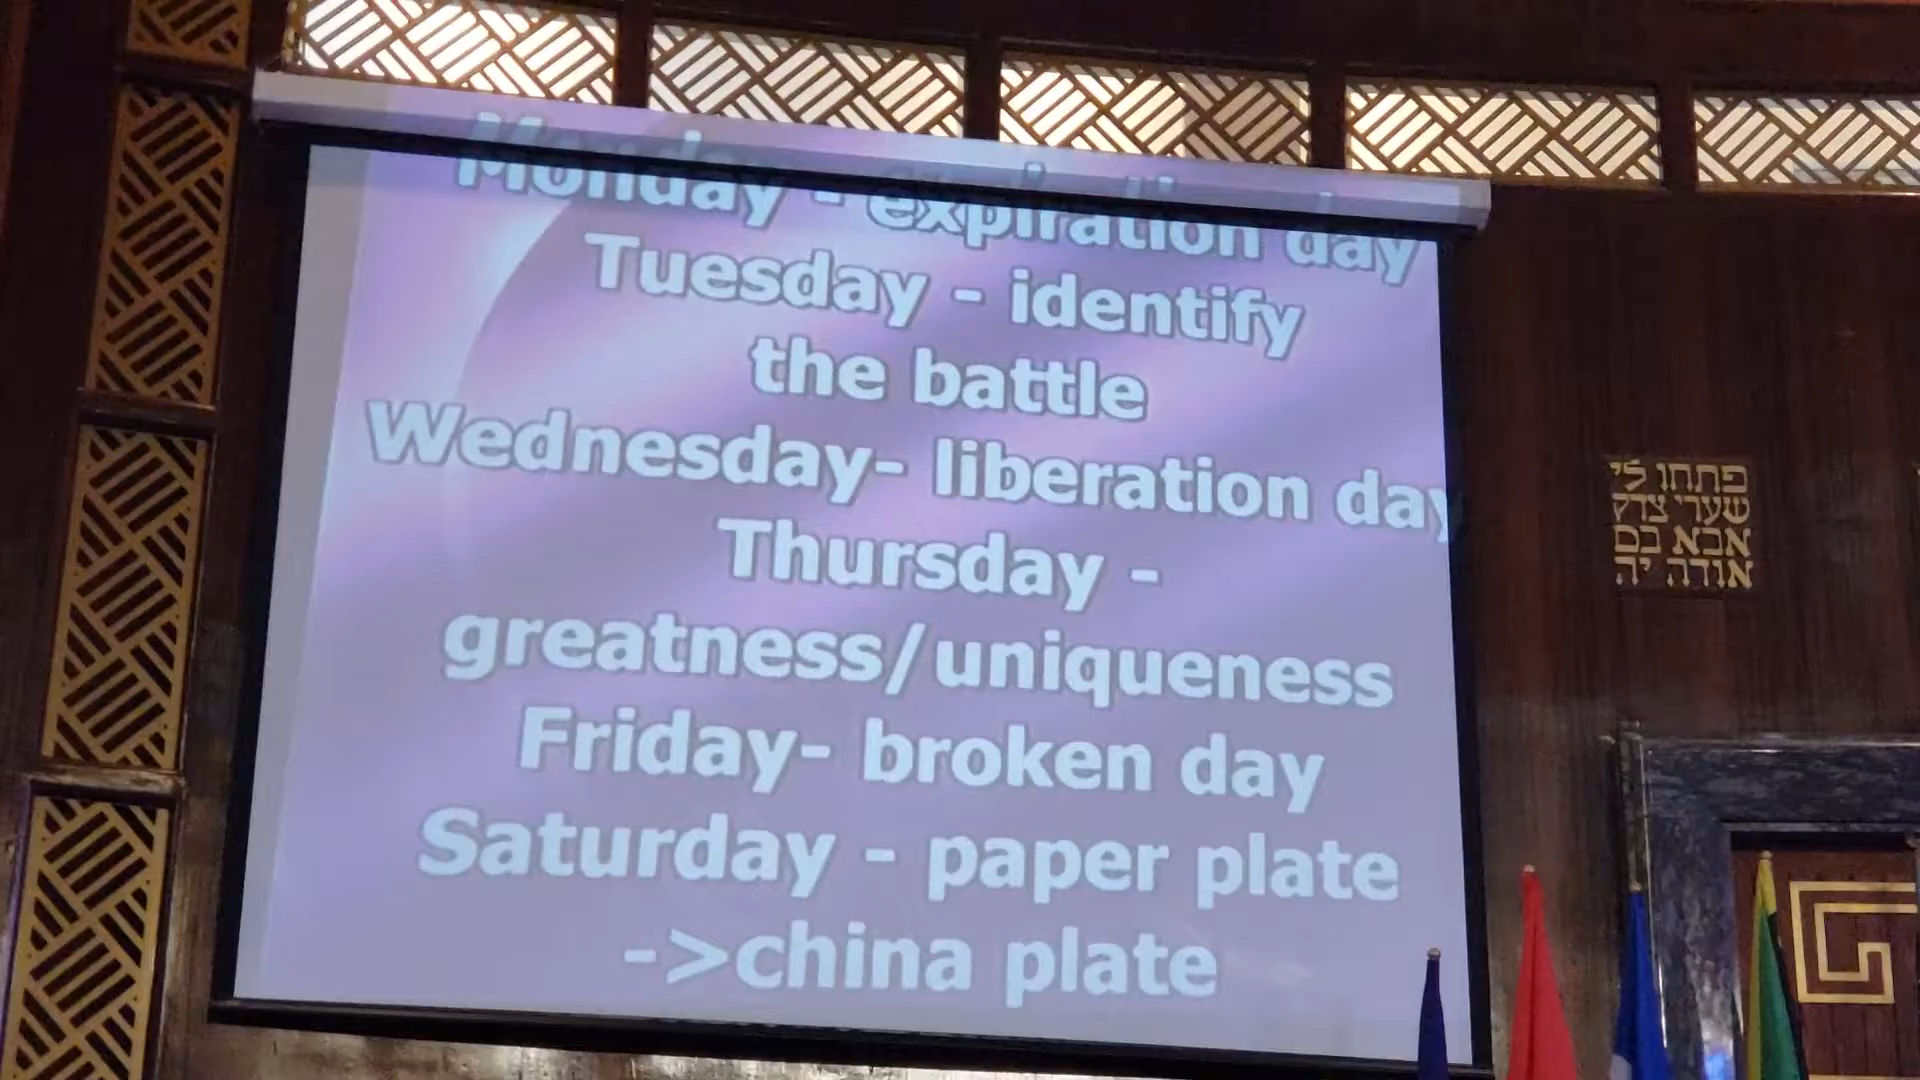 Monday - expiration day
Tuesday - identify
the battle
Wednesday- liberation day
Thursday -
greatness/uniqueness
Friday- broken day
Saturday - paper plate
->china plate
פתחו לי
שערי צדק
אבא בם
אודה יה